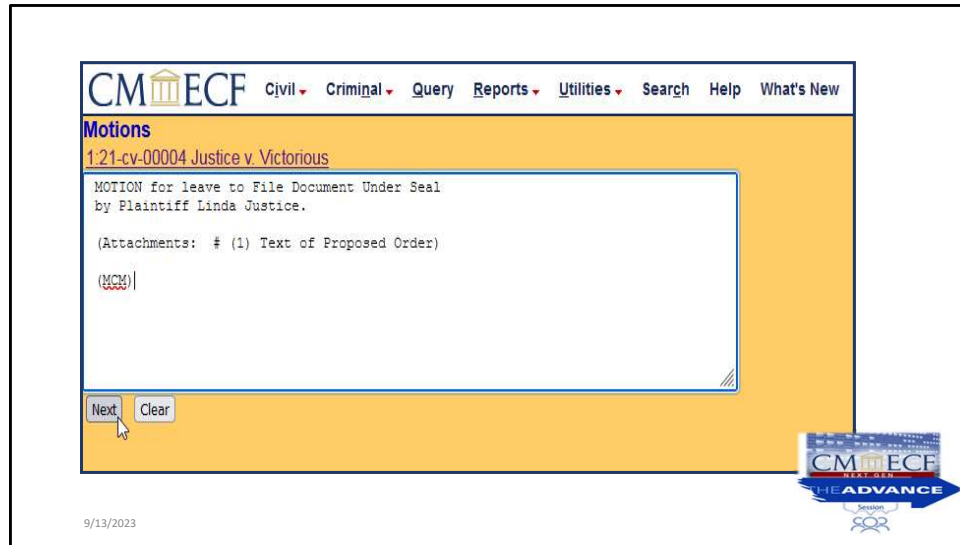 CM ECF Civil Criminal Query Reports Utilities Search Help What's New
Motions
1:21-cv-00004 Justice v. Victorious
MOTION for leave to File Document Under Seal
by Plaintiff Linda Justice.
(Attachments: # (1) Text of Proposed Order)
(MCM)
Next Clear
CM ECF
NEXT GEN
THE ADVANCE
Session
9/13/2023